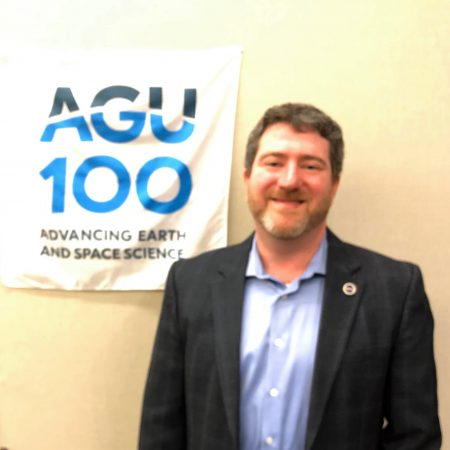 AGU
100
ADVANCING EARTH
AND SPACE SCIENCE